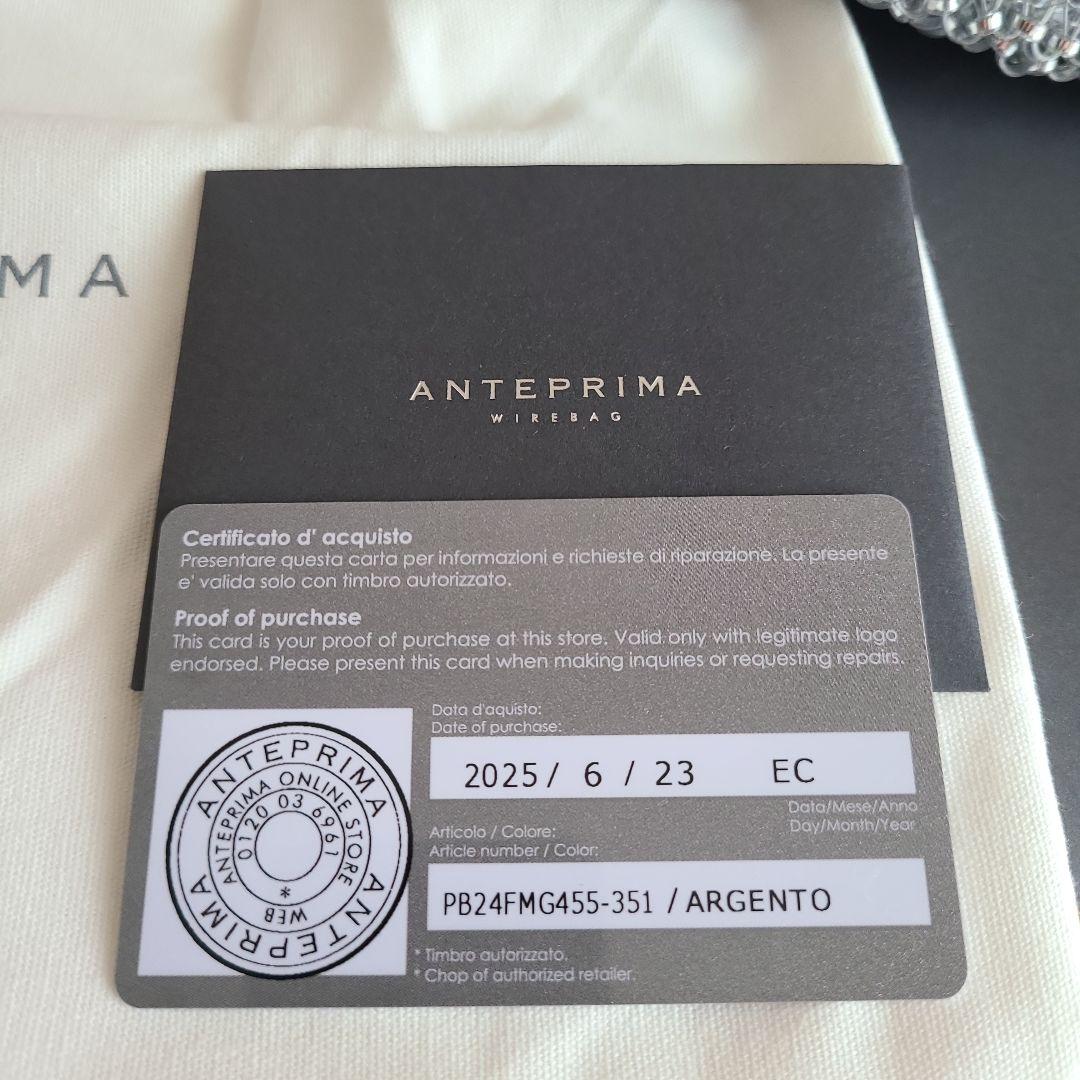 MA
ANTEPRIMA
WIREBAG
Certificato d' acquisto
Presentare questa carta per informazioni e richieste di riparazione. La presente
e' valida solo con timbro autorizzato.
Proof of purchase
This card is your proof of purchase at this store. Valid only with legitimate logo
endorsed. Please present this card when making inquiries or requesting repairs.
Data d'aquisto:
Date of purchase:
2025/ 6 / 23 EC
Data/Mese/Anno
Day/Month/Year
Articolo / Colore:
Article number / Color:
PB24FMG455-351 / ARGENTO
* Timbro autorizzato.
* Chop of authorized retailer.
ANTEPRIMA
ANTEPRIMA ONLINE STORE
0120 03 6961
*
WEB
ANTEPRIMA